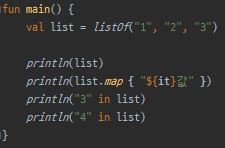 fun main() {
    val list = listOf("1", "2", "3")

    println(list)
    println(list.map { "${it}값" })
    println("3" in list)
    println("4" in list)
}